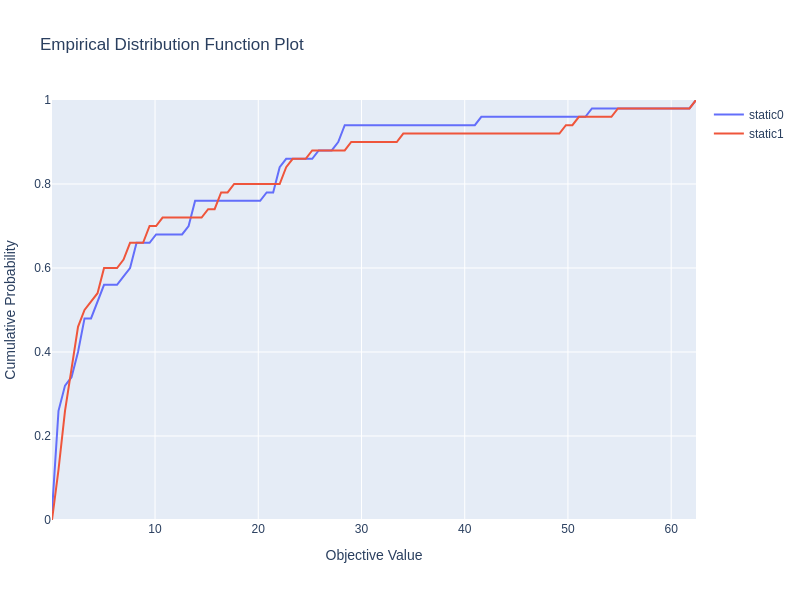 Empirical Distribution Function Plot
static0
static1
Cumulative Probability
1
0.8
0.6
0.4
0.2
0
10
20
30
40
50
60
Objective Value